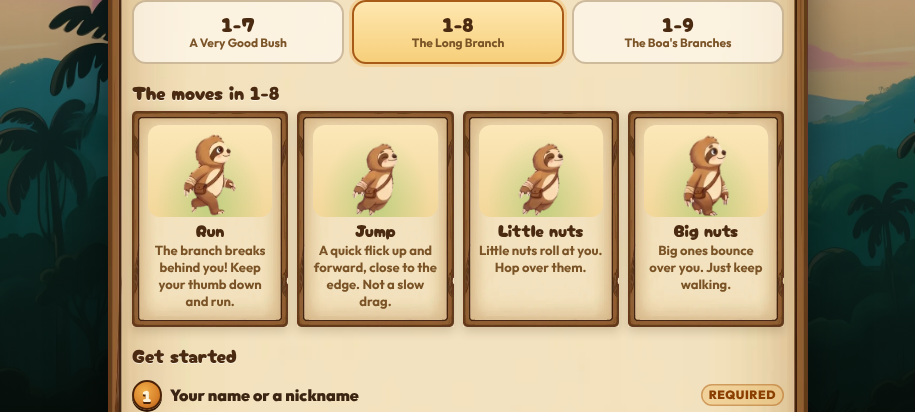 1-7
A Very Good Bush
1-8
The Long Branch
1-9
The Boa's Branches
The moves in 1-8
Run
The branch breaks
behind you! Keep
your thumb down
and run.
Jump
A quick flick up and
forward, close to the
edge. Not a slow
drag.
Little nuts
Little nuts roll at you.
Hop over them.
Big nuts
Big ones bounce
over you. Just keep
walking.
Get started
1
Your name or a nickname
REQUIRED